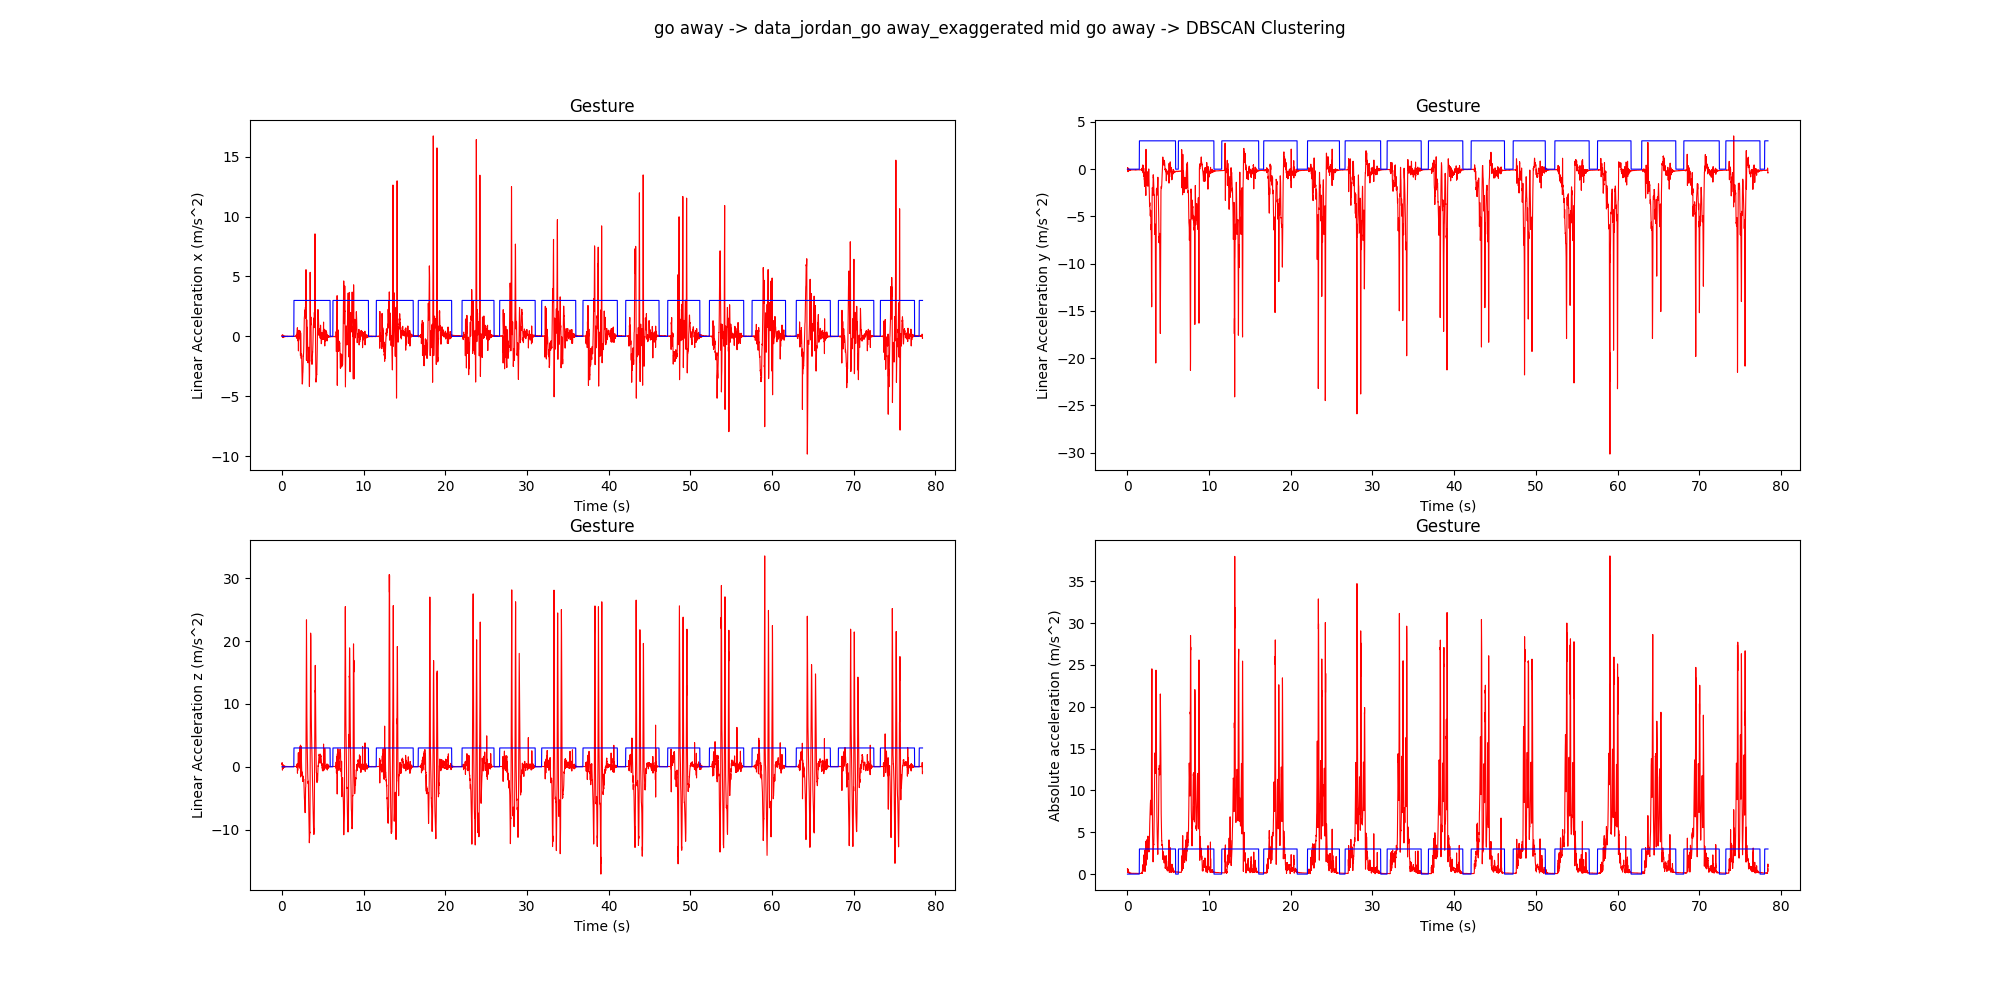 go away -> data_jordan_go away_exaggerated mid go away -> DBSCAN Clustering
Gesture
Linear Acceleration x (m/s^2)
15
10
5
0
−5
−10
0 10 20 30 40 50 60 70 80
Time (s)
Gesture
Linear Acceleration y (m/s^2)
5
0
−5
−10
−15
−20
−25
−30
0 10 20 30 40 50 60 70 80
Time (s)
Gesture
Linear Acceleration z (m/s^2)
30
20
10
0
−10
0 10 20 30 40 50 60 70 80
Time (s)
Gesture
Absolute acceleration (m/s^2)
35
30
25
20
15
10
5
0
0 10 20 30 40 50 60 70 80
Time (s)